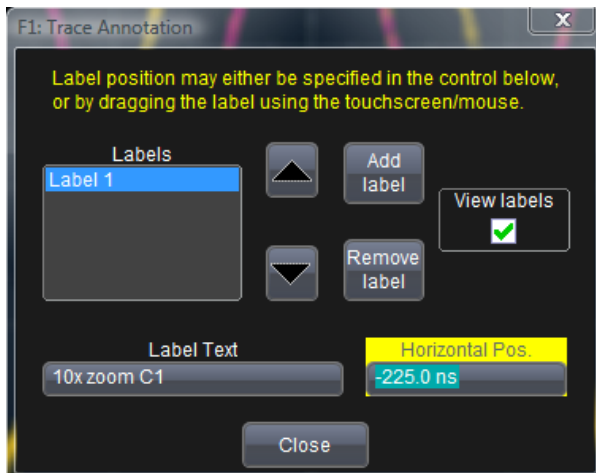 F1: Trace Annotation
X
Label position may either be specified in the control below,
or by dragging the label using the touchscreen/mouse.
Labels
Label 1
Add
label
View labels
Remove
label
Label Text
10x zoom C1
Horizontal Pos.
-225.0 ns
Close